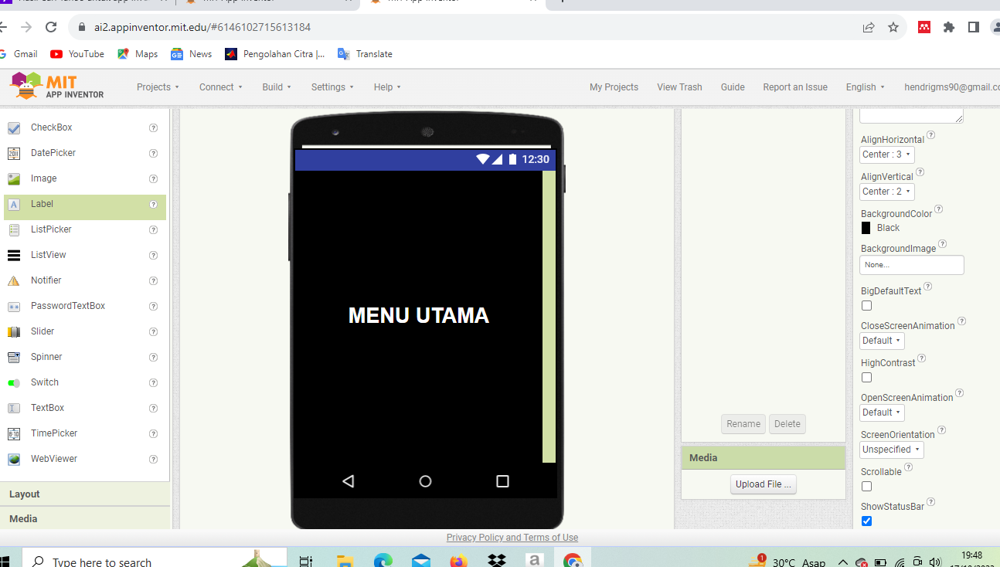 ai2.appinventor.mit.edu/#6146102715613184
Gmail YouTube Maps News Pengolahan Citra |... Translate
MIT
APP INVENTOR
Projects Connect Build Settings Help My Projects View Trash Guide Report an Issue English hendrigms90@gmail.co
CheckBox
DatePicker
Image
Label
ListPicker
ListView
Notifier
PasswordTextBox
Slider
Spinner
Switch
TextBox
TimePicker
WebViewer
Layout
Media
12:30
MENU UTAMA
Rename Delete
Media
Upload File ...
AlignHorizontal
Center : 3
AlignVertical
Center : 2
BackgroundColor
Black
BackgroundImage
None...
BigDefaultText
CloseScreenAnimation
Default
HighContrast
OpenScreenAnimation
Default
ScreenOrientation
Unspecified
Scrollable
ShowStatusBar
Privacy Policy and Terms of Use
Type here to search
1
30°C Asap
19:48